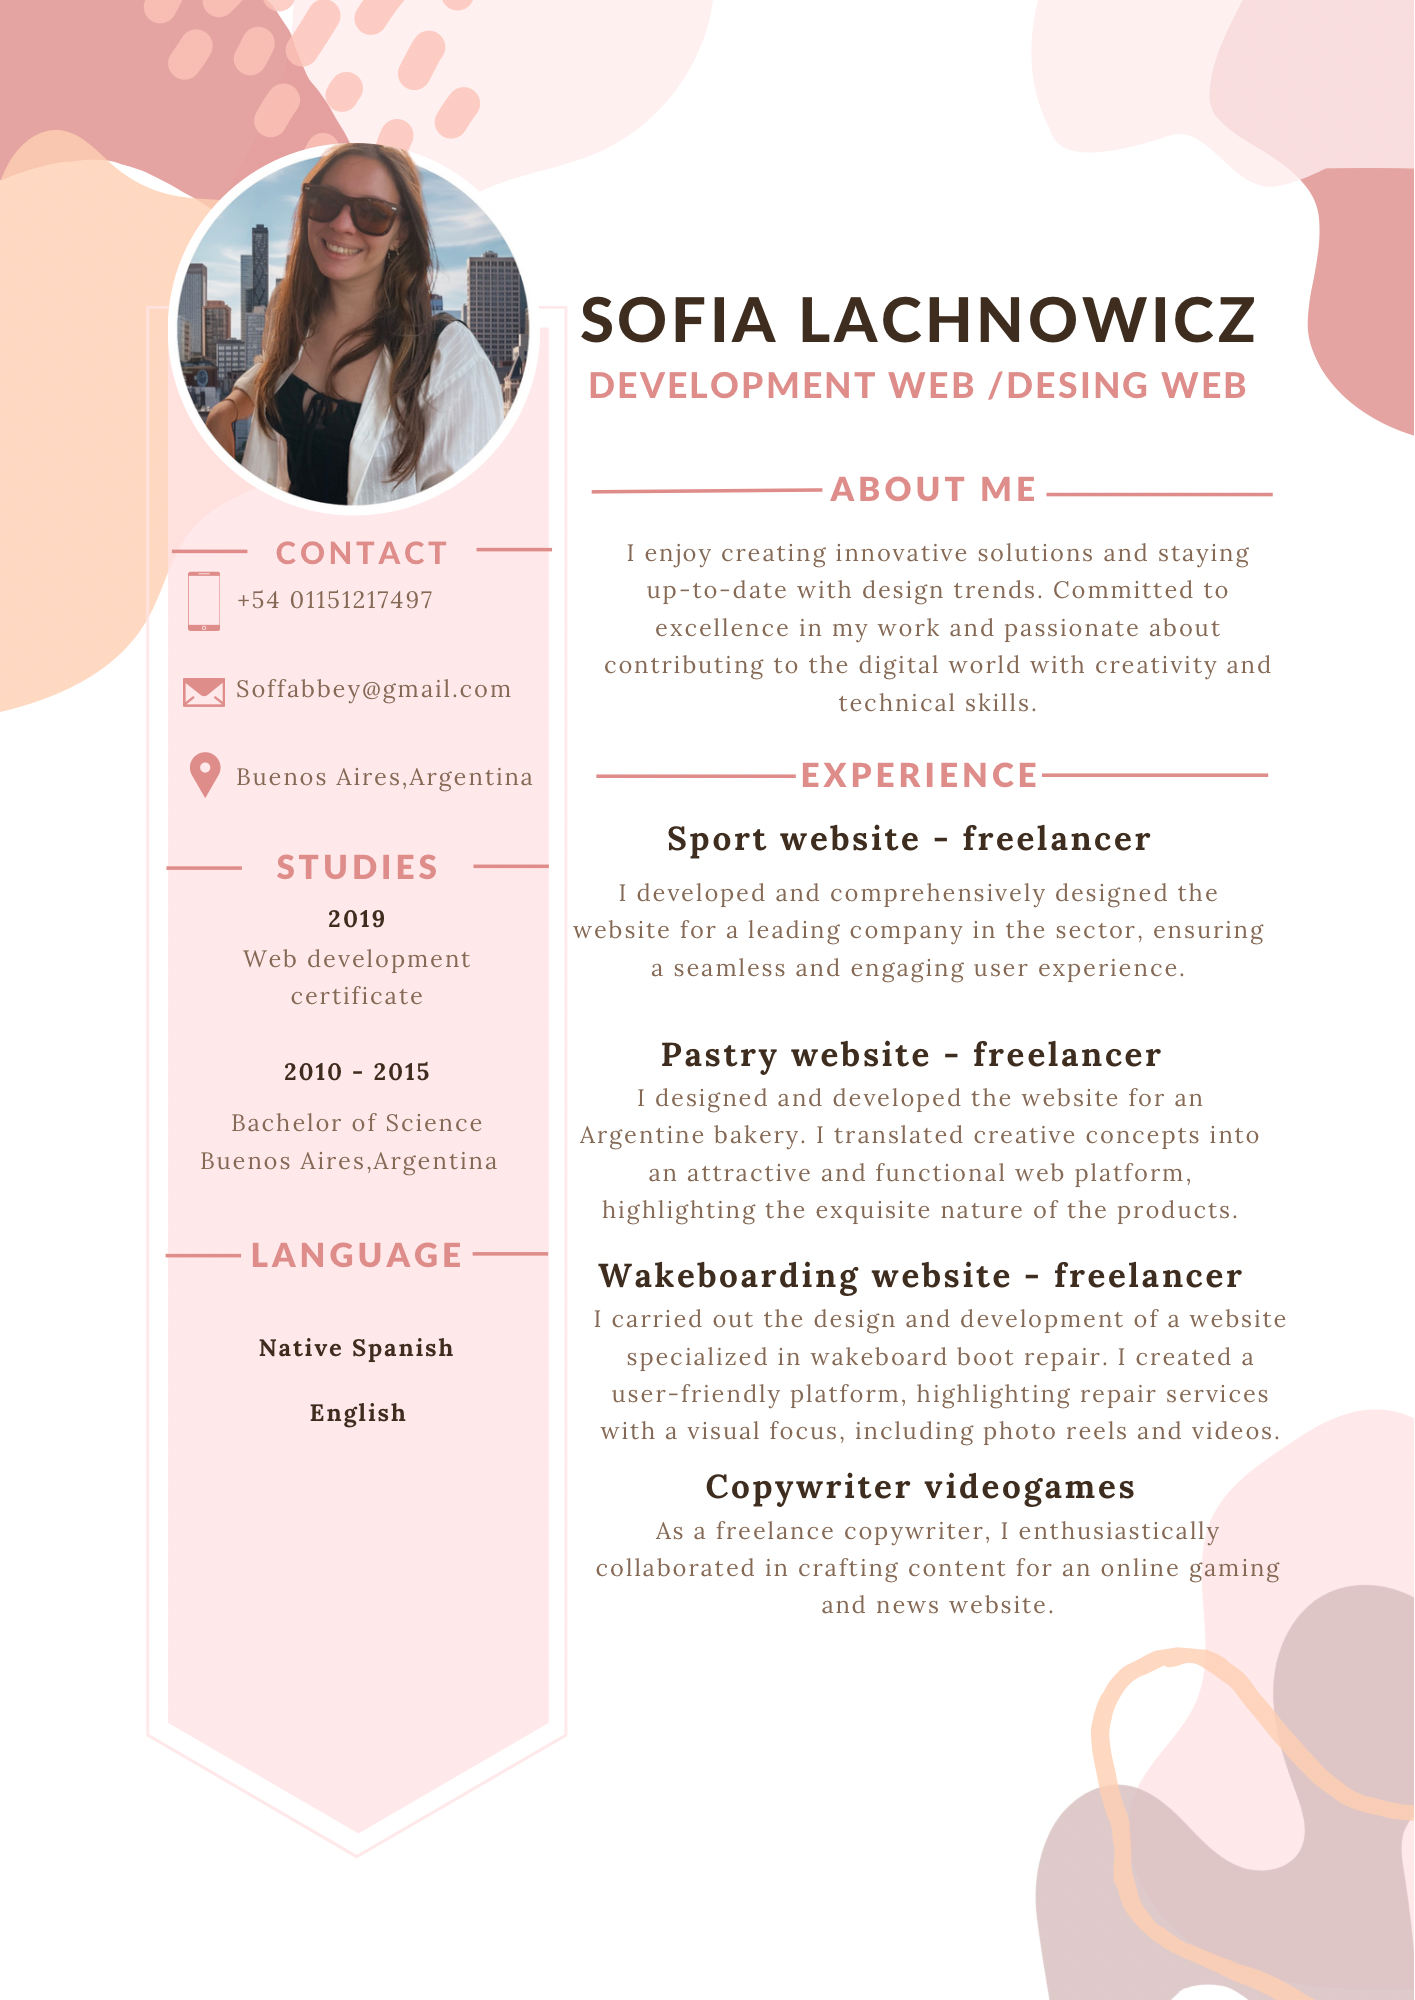 SOFIA LACHNOWICZ
DEVELOPMENT WEB /DESING WEB
CONTACT
+54 01151217497
Soffabbey@gmail.com
Buenos Aires,Argentina
STUDIES
2019
Web development
certificate
2010 - 2015
Bachelor of Science
Buenos Aires,Argentina
LANGUAGE
Native Spanish
English
ABOUT ME
I enjoy creating innovative solutions and staying
up-to-date with design trends. Committed to
excellence in my work and passionate about
contributing to the digital world with creativity and
technical skills.
EXPERIENCE
Sport website - freelancer
I developed and comprehensively designed the
website for a leading company in the sector, ensuring
a seamless and engaging user experience.
Pastry website - freelancer
I designed and developed the website for an
Argentine bakery. I translated creative concepts into
an attractive and functional web platform,
highlighting the exquisite nature of the products.
Wakeboarding website - freelancer
I carried out the design and development of a website
specialized in wakeboard boot repair. I created a
user-friendly platform, highlighting repair services
with a visual focus, including photo reels and videos.
Copywriter videogames
As a freelance copywriter, I enthusiastically
collaborated in crafting content for an online gaming
and news website.